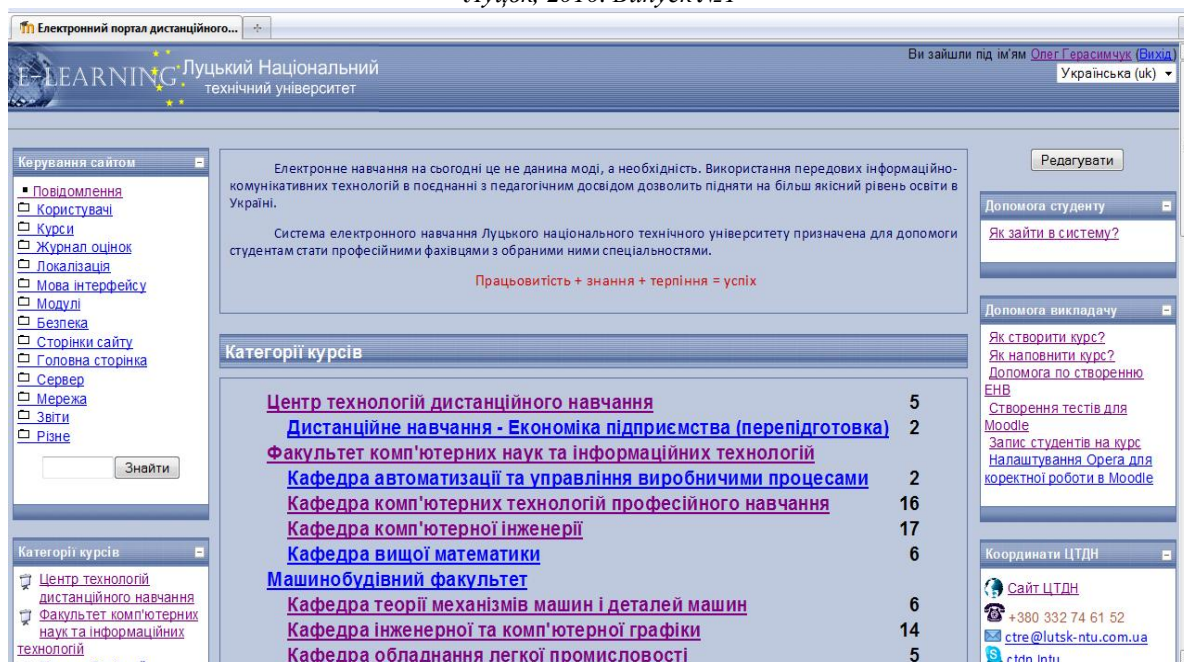 Луцьк, 2010. Випуск №1
Електронний портал дистанційного...
E-LEARNING
Луцький Національний
технічний університет
Ви зайшли під ім'ям Олег Герасимчук (Вихід)
Українська (uk)
Керування сайтом
Повідомлення
Користувачі
Курси
Журнал оцінок
Локалізація
Мова інтерфейсу
Модулі
Безпека
Сторінки сайту
Головна сторінка
Сервер
Мережа
Звіти
Різне
Знайти
Категорії курсів
Центр технологій
дистанційного навчання
Факультет комп'ютерних
наук та інформаційних
технологій
Електронне навчання на сьогодні це не данина моді, а необхідність. Використання передових інформаційно-
комунікативних технологій в поєднанні з педагогічним досвідом дозволить підняти на більш якісний рівень освіти в
Україні.
Система електронного навчання Луцького національного технічного університету призначена для допомоги
студентам стати професійними фахівцями з обраними ними спеціальностями.
Працьовитість + знання + терпіння = успіх
Категорії курсів
Центр технологій дистанційного навчання 5
Дистанційне навчання - Економіка підприємства (перепідготовка) 2
Факультет комп'ютерних наук та інформаційних технологій
Кафедра автоматизації та управління виробничими процесами 2
Кафедра комп'ютерних технологій професійного навчання 16
Кафедра комп'ютерної інженерії 17
Кафедра вищої математики 6
Машинобудівний факультет
Кафедра теорії механізмів машин і деталей машин 6
Кафедра інженерної та комп'ютерної графіки 14
Кафедра обладнання легкої промисловості 5
Редагувати
Допомога студенту
Як зайти в систему?
Допомога викладачу
Як створити курс?
Як наповнити курс?
Допомога по створенню
ЕНВ
Створення тестів для
Moodle
Запис студентів на курс
Налаштування Opera для
коректної роботи в Moodle
Координати ЦТДН
Сайт ЦТДН
+380 332 74 61 52
ctre@lutsk-ntu.com.ua
ctdn lntu